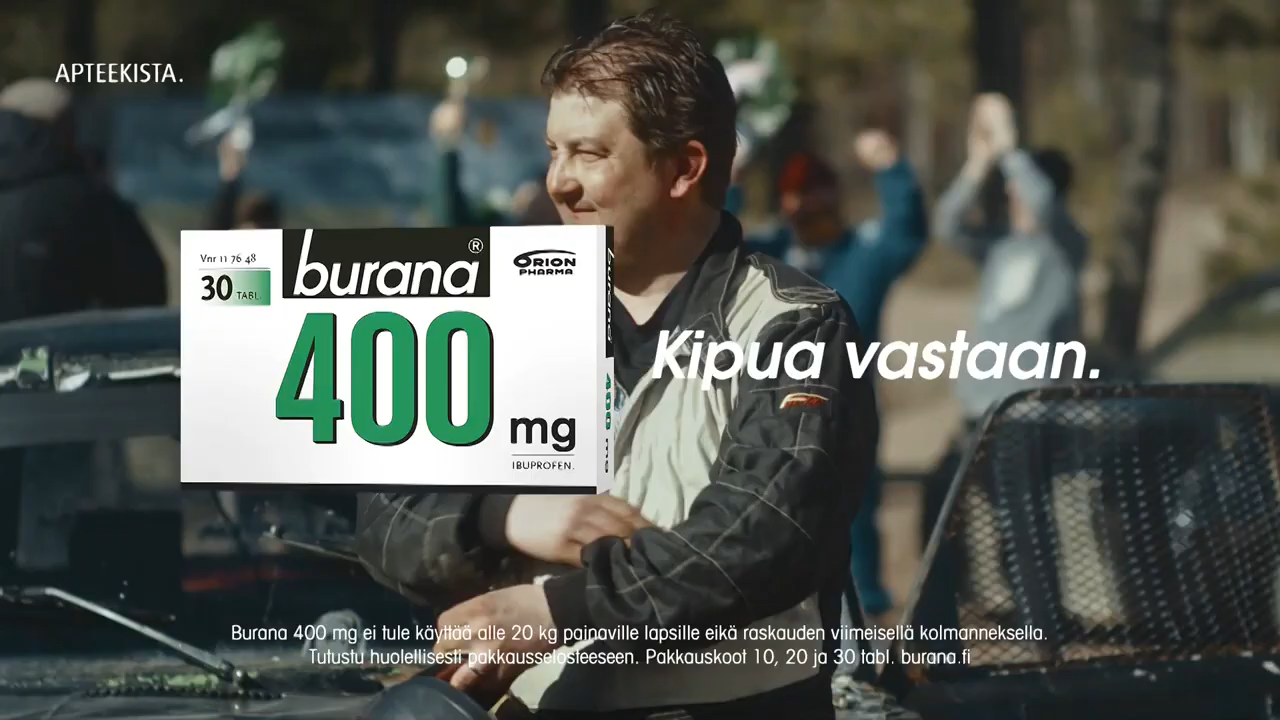 APTEEKISTA.
Vnr 11 76 48
30 TABL.
burana®
ORION
PHARMA
400 mg
IBUPROFEN.
burana 400 mg
Kipua vastaan.
Burana 400 mg ei tule käyttää alle 20 kg painaville lapsille eikä raskauden viimeisellä kolmanneksella.
Tutustu huolellisesti pakkausselosteeseen. Pakkauskoot 10, 20 ja 30 tabl. burana.fi